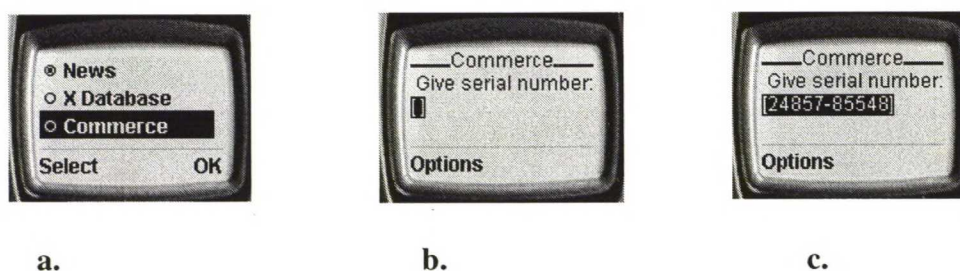 News
X Database
Commerce
Select OK
a.
Commerce
Give serial number:
[]
Options
b.
Commerce
Give serial number:
[24857-85548]
Options
c.